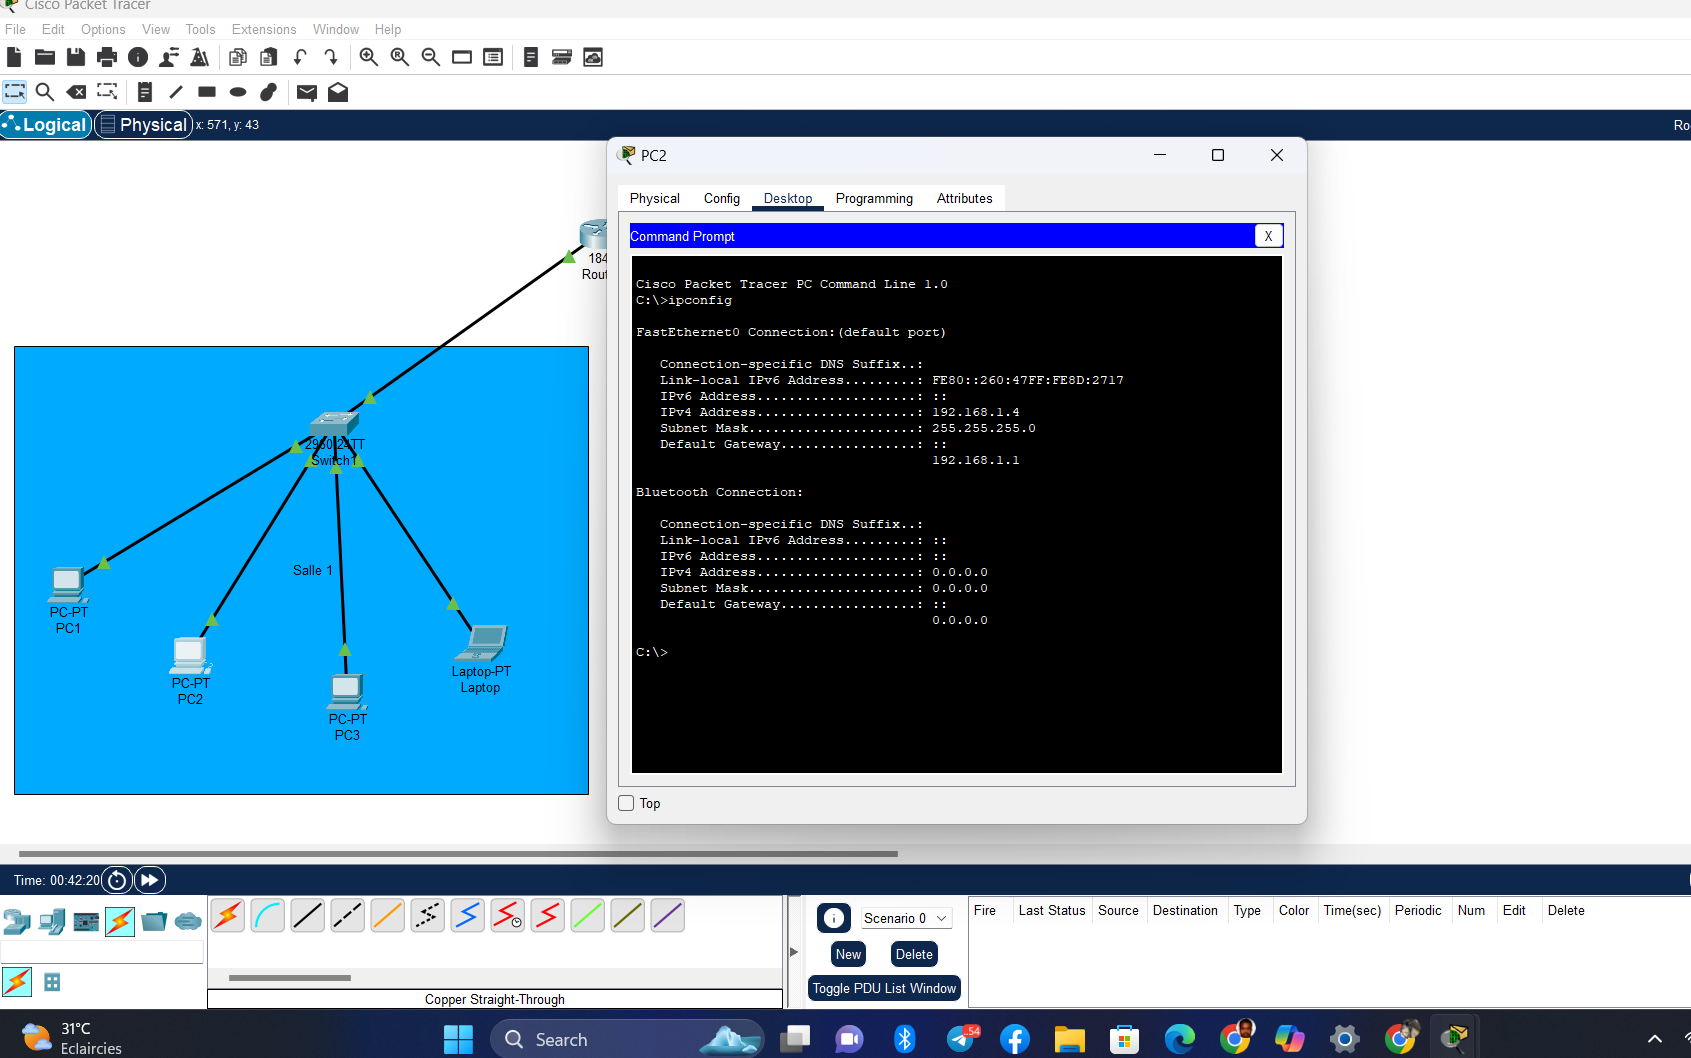 Cisco Packet Tracer
File Edit Options View Tools Extensions Window Help
Logical Physical x: 571, y: 43
184
Rout
2960-24TT
Switch1
Salle 1
PC-PT
PC1
PC-PT
PC2
PC-PT
PC3
Laptop-PT
Laptop
PC2
Physical Config Desktop Programming Attributes
Command Prompt X
Cisco Packet Tracer PC Command Line 1.0
C:\>ipconfig
FastEthernet0 Connection:(default port)
Connection-specific DNS Suffix..:
Link-local IPv6 Address.........: FE80::260:47FF:FE8D:2717
IPv6 Address....................: ::
IPv4 Address....................: 192.168.1.4
Subnet Mask.....................: 255.255.255.0
Default Gateway.................: ::
192.168.1.1
Bluetooth Connection:
Connection-specific DNS Suffix..:
Link-local IPv6 Address.........: ::
IPv6 Address....................: ::
IPv4 Address....................: 0.0.0.0
Subnet Mask.....................: 0.0.0.0
Default Gateway.................: ::
0.0.0.0
C:\>
Top
Ro
Time: 00:42:20
Copper Straight-Through
Scenario 0
New Delete
Toggle PDU List Window
Fire Last Status Source Destination Type Color Time(sec) Periodic Num Edit Delete
31°C
Eclaircies
Search
54